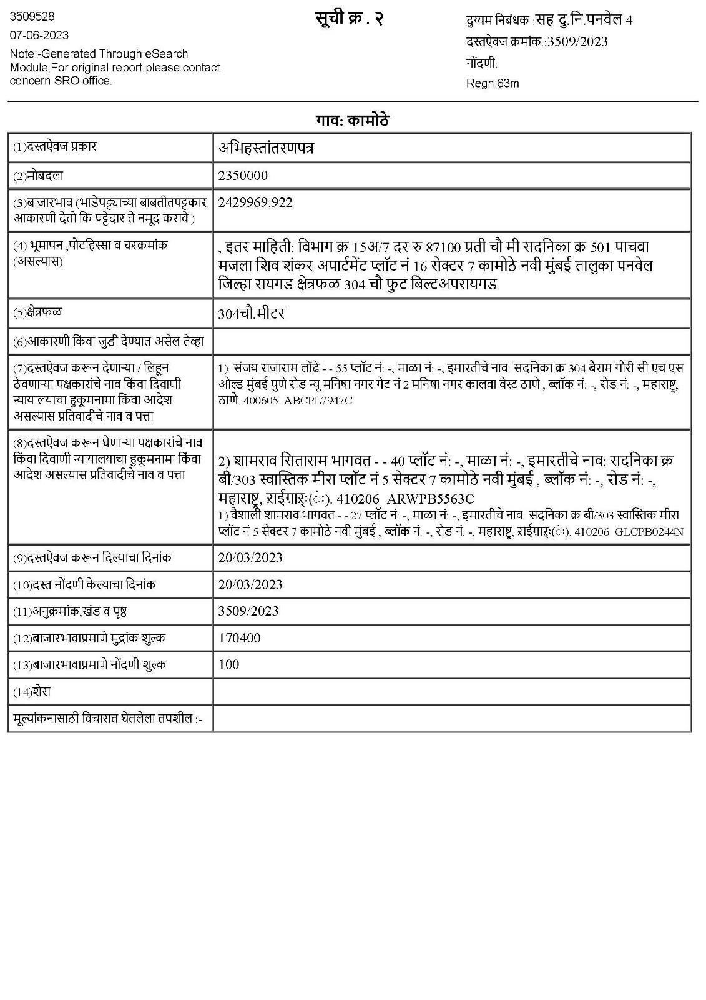 3509528
07-06-2023
Note:-Generated Through eSearch
Module,For original report please contact
concern SRO office.
सूची क्र . २
दुय्यम निबंधक :सह दु.नि.पनवेल 4
दस्तऐवज क्रमांक.:3509/2023
नोंदणी:
Regn:63m
गाव: कामोठे
(1)दस्तऐवज प्रकार
अभिहस्तांतरणपत्र
(2)मोबदला
2350000
(3)बाजारभाव (भाडेपट्ट्याच्या बाबतीतपट्टकार
आकारणी देतो कि पट्टेदार ते नमूद करावे )
2429969.922
(4) भूमापन ,पोटहिस्सा व घरक्रमांक
(असल्यास)
, इतर माहिती: विभाग क्र 15अ/7 दर रु 87100 प्रती चौ मी सदनिका क्र 501 पाचवा
मजला शिव शंकर अपार्टमेंट प्लॉट नं 16 सेक्टर 7 कामोठे नवी मुंबई तालुका पनवेल
जिल्हा रायगड क्षेत्रफळ 304 चौ फुट बिल्टअपरायगड
(5)क्षेत्रफळ
304चौ.मीटर
(6)आकारणी किंवा जुडी देण्यात असेल तेव्हा
(7)दस्तऐवज करून देणाऱ्या / लिहून
ठेवणाऱ्या पक्षकारांचे नाव किंवा दिवाणी
न्यायालयाचा हुकूमनामा किंवा आदेश
असल्यास प्रतिवादीचे नाव व पत्ता
1) संजय राजाराम लोंढे - - 55 प्लॉट नं: -, माळा नं: -, इमारतीचे नाव: सदनिका क्र 304 बैराम गौरी सी एच एस
ओल्ड मुंबई पुणे रोड न्यू मनिषा नगर गेट नं 2 मनिषा नगर कालवा वेस्ट ठाणे , ब्लॉक नं: -, रोड नं: -, महाराष्ट्र,
ठाणे. 400605 ABCPL7947C
(8)दस्तऐवज करून घेणाऱ्या पक्षकारांचे नाव
किंवा दिवाणी न्यायालयाचा हुकूमनामा किंवा
आदेश असल्यास प्रतिवादीचे नाव व पत्ता
2) शामराव सिताराम भागवत - - 40 प्लॉट नं: -, माळा नं: -, इमारतीचे नाव: सदनिका क्र
बी/303 स्वास्तिक मीरा प्लॉट नं 5 सेक्टर 7 कामोठे नवी मुंबई , ब्लॉक नं: -, रोड नं: -,
महाराष्ट्र, ऱाईग़ाऱ्ः(ंः). 410206 ARWPB5563C
1) वैशाली शामराव भागवत - - 27 प्लॉट नं: -, माळा नं: -, इमारतीचे नाव: सदनिका क्र बी/303 स्वास्तिक मीरा
प्लॉट नं 5 सेक्टर 7 कामोठे नवी मुंबई , ब्लॉक नं: -, रोड नं: -, महाराष्ट्र, ऱाईग़ाऱ्ः(ंः). 410206 GLCPB0244N
(9)दस्तऐवज करून दिल्याचा दिनांक
20/03/2023
(10)दस्त नोंदणी केल्याचा दिनांक
20/03/2023
(11)अनुक्रमांक,खंड व पृष्ठ
3509/2023
(12)बाजारभावाप्रमाणे मुद्रांक शुल्क
170400
(13)बाजारभावाप्रमाणे नोंदणी शुल्क
100
(14)शेरा
मूल्यांकनासाठी विचारात घेतलेला तपशील :-